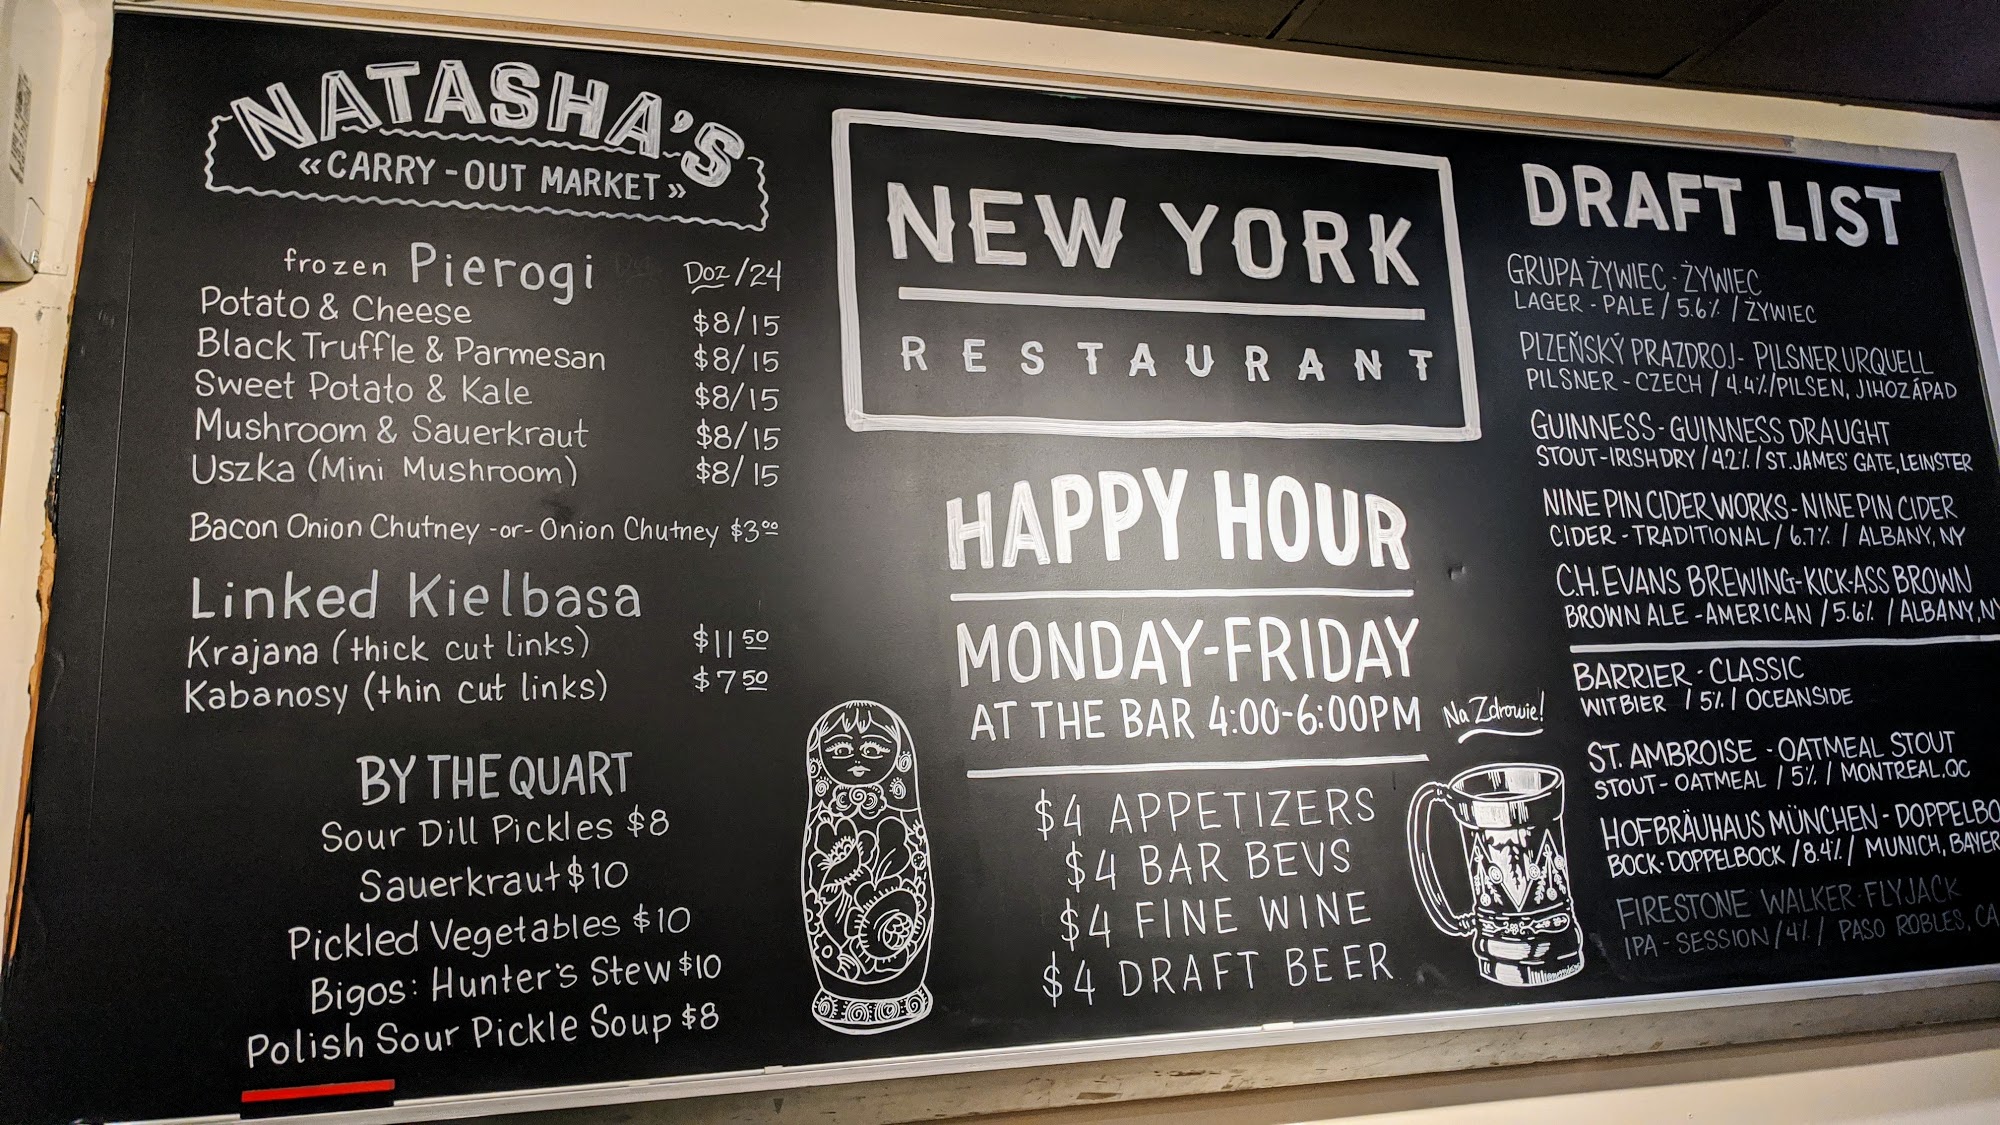 NATASHA'S
«CARRY-OUT MARKET»
frozen Pierogi Doz/24
Potato & Cheese $8/15
Black Truffle & Parmesan $8/15
Sweet Potato & Kale $8/15
Mushroom & Sauerkraut $8/15
Uszka (Mini Mushroom) $8/15
Bacon Onion Chutney -or- Onion Chutney $3⁰⁰
Linked Kielbasa
Krajana (thick cut links) $11⁵⁰
Kabanosy (thin cut links) $7⁵⁰
BY THE QUART
Sour Dill Pickles $8
Sauerkraut $10
Pickled Vegetables $10
Bigos: Hunter's Stew $10
Polish Sour Pickle Soup $8
NEW YORK
RESTAURANT
HAPPY HOUR
MONDAY-FRIDAY
AT THE BAR 4:00-6:00PM
$4 APPETIZERS
$4 BAR BEVS
$4 FINE WINE
$4 DRAFT BEER
Na Zdrowie!
DRAFT LIST
GRUPA ŻYWIEC - ŻYWIEC
LAGER - PALE / 5.6% / ŻYWIEC
PLZEŇSKÝ PRAZDROJ - PILSNER URQUELL
PILSNER - CZECH / 4.4% / PILSEN, JIHOZÁPAD
GUINNESS - GUINNESS DRAUGHT
STOUT - IRISH DRY / 4.2% / ST. JAMES' GATE, LEINSTER
NINE PIN CIDER WORKS - NINE PIN CIDER
CIDER - TRADITIONAL / 6.7% / ALBANY, NY
C.H. EVANS BREWING - KICK-ASS BROWN
BROWN ALE - AMERICAN / 5.6% / ALBANY, NY
BARRIER - CLASSIC
WITBIER / 5% / OCEANSIDE
ST. AMBROISE - OATMEAL STOUT
STOUT - OATMEAL / 5% / MONTREAL, QC
HOFBRÄUHAUS MÜNCHEN - DOPPELBO
BOCK - DOPPELBOCK / 8.4% / MUNICH, BAYER
FIRESTONE WALKER - FLYJACK
IPA - SESSION / 4% / PASO ROBLES, CA